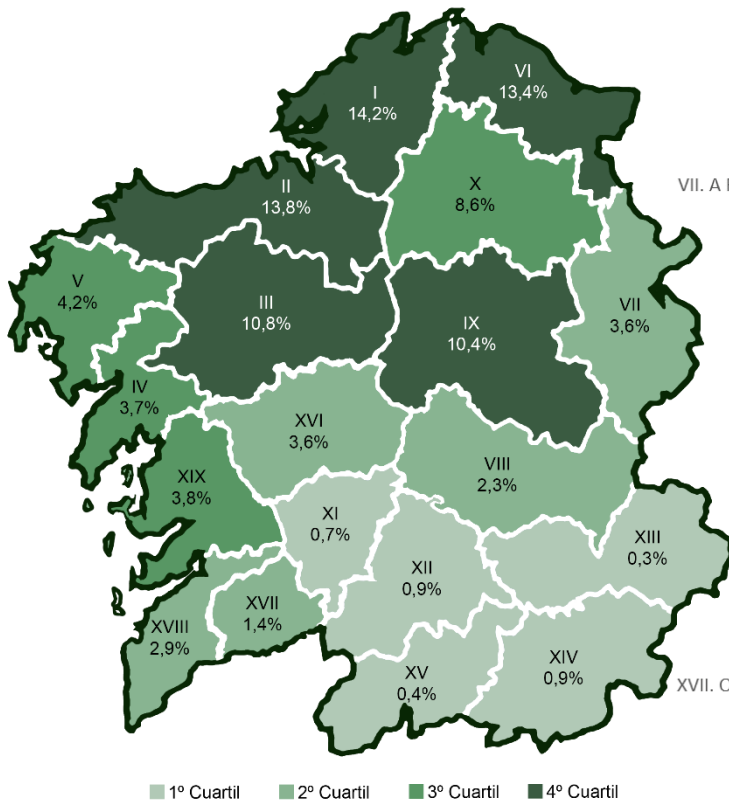 I
14,2%
VI
13,4%
II
13,8%
X
8,6%
VII. A
V
4,2%
III
10,8%
IX
10,4%
VII
3,6%
IV
3,7%
XVI
3,6%
VIII
2,3%
XIX
3,8%
XI
0,7%
XIII
0,3%
XII
0,9%
XVII
1,4%
XVIII
2,9%
XV
0,4%
XIV
0,9%
XVII.
1º Cuartil 2º Cuartil 3º Cuartil 4º Cuartil